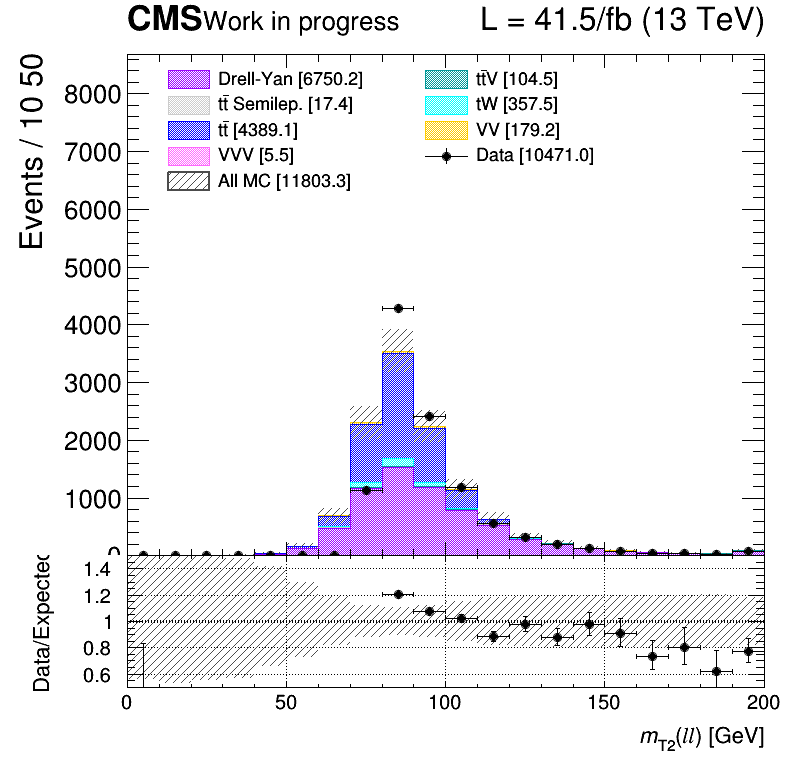 CMS Work in progress L = 41.5/fb (13 TeV)
Events / 10 50
8000
7000
6000
5000
4000
3000
2000
1000
0
Drell-Yan [6750.2]
tt̄ Semilep. [17.4]
tt̄ [4389.1]
VVV [5.5]
All MC [11803.3]
tt̄V [104.5]
tW [357.5]
VV [179.2]
Data [10471.0]
Data/Expected
1.4
1.2
1
0.8
0.6
0 50 100 150 200
mT2(ll) [GeV]